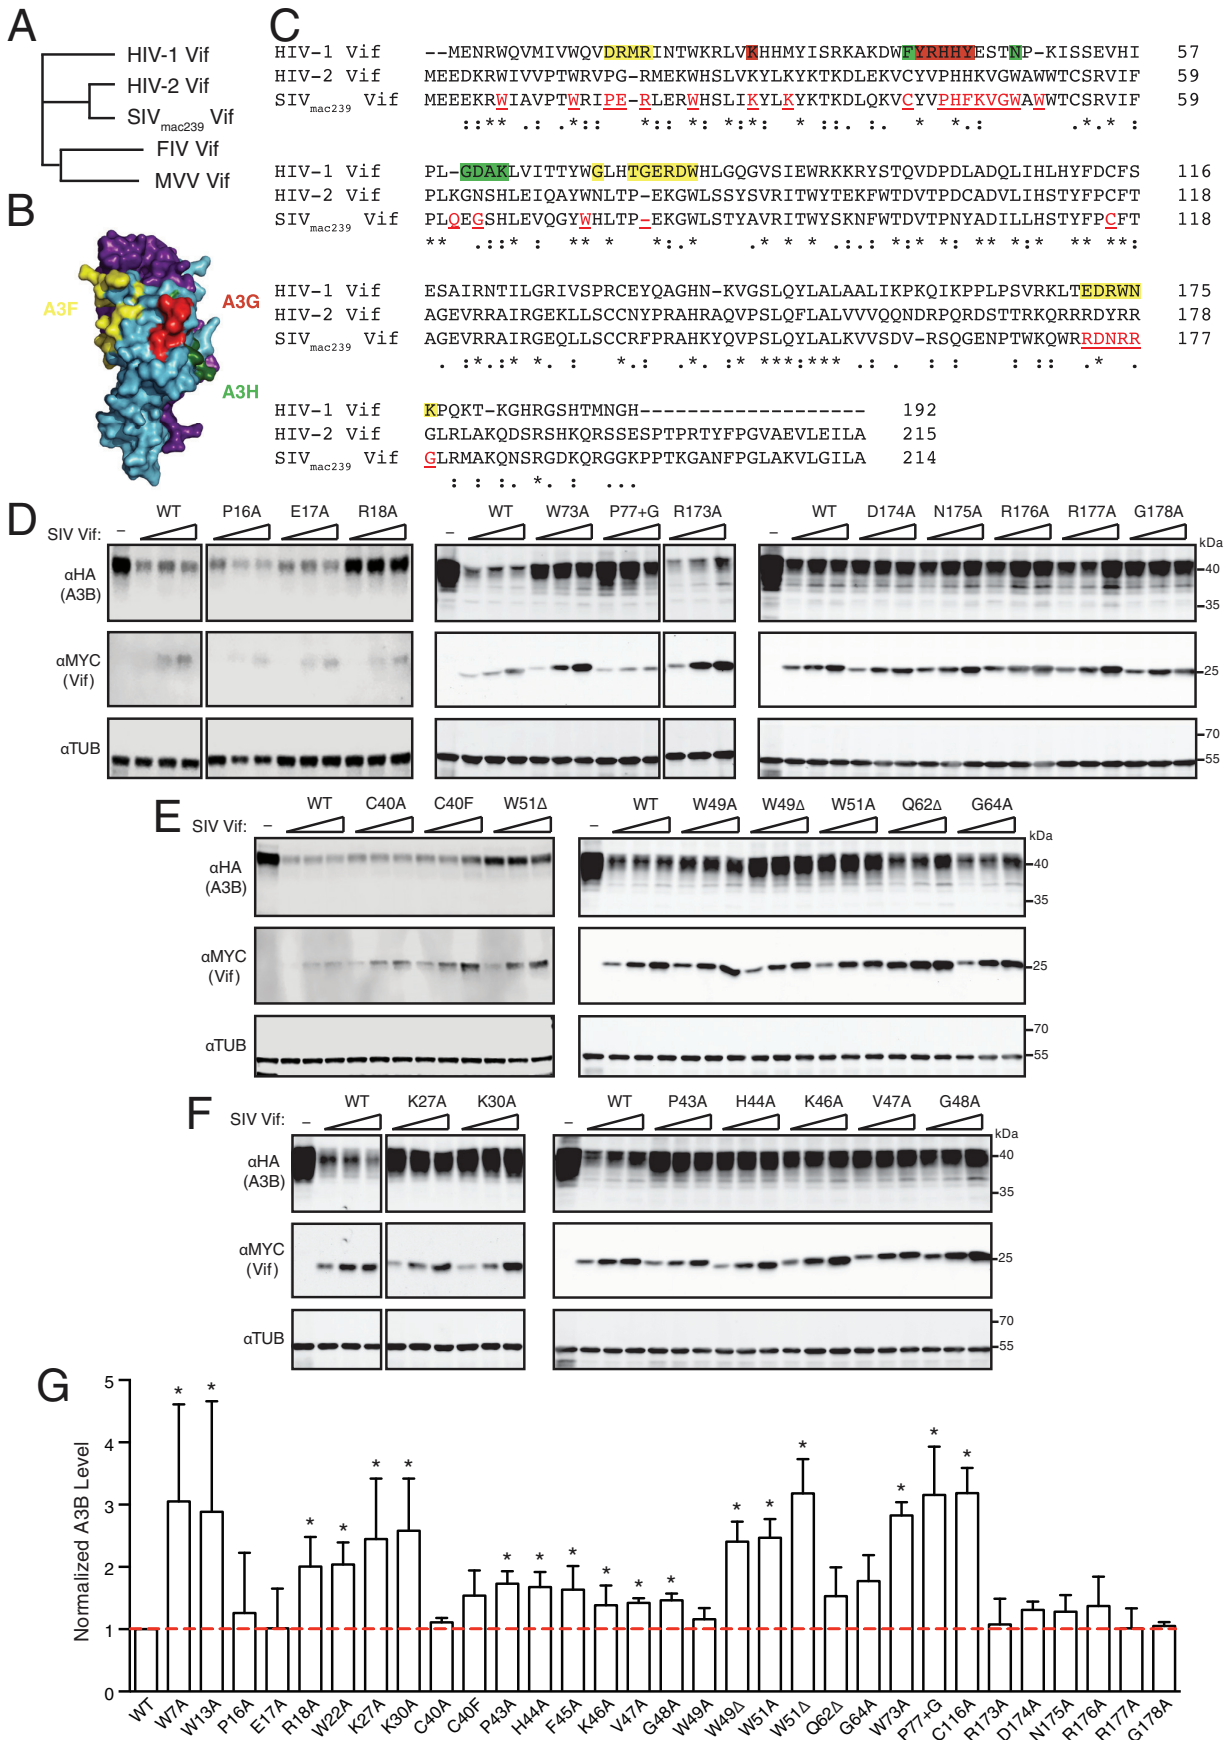 A
HIV-1 Vif
HIV-2 Vif
SIVmac239 Vif
FIV Vif
MVV Vif
B
A3F
A3G
A3H
C
HIV-1 Vif --MENRWQVMIVWQVDRMRINTWKRLVKHHMYISRKAKDWFYRHHYESTNP-KISSEVHI 57
HIV-2 Vif MEEDKRWIVVPTWRVPG-RMEKWHSLVKYLKYKTKDLEKVCYVPHHKVGWAWWTCSRVIF 59
SIVmac239 Vif MEEEKRWIAVPTWRIPE-RLERWHSLIKYLKYKTKDLQKVCYVPHFKVGWAWWTCSRVIF 59
HIV-1 Vif PL-GDAKLVITTYWGLHTGERDWHLGQGVSIEWRKKRYSTQVDPDLADQLIHLHYFDCFS 116
HIV-2 Vif PLKGNSHLEIQAYWNLTP-EKGWLSSYSVRITWYTEKFWTDVTPDCADVLIHSTYFPCFT 118
SIVmac239 Vif PLQEGSHLEVQGYWHLTP-EKGWLSTYAVRITWYSKNFWTDVTPNYADILLHSTYFPCFT 118
HIV-1 Vif ESAIRNTILGRIVSPRCEYQAGHN-KVGSLQYLALAALIKPKQIKPPLPSVRKLTEDRWN 175
HIV-2 Vif AGEVRRAIRGEKLLSCCNYPRAHRAQVPSLQFLALVVVQQNDRPQRDSTTRKQRRRDYRR 178
SIVmac239 Vif AGEVRRAIRGEQLLSCCRFPRAHKYQVPSLQYLALKVVSDV-RSQGENPTWKQWRRDNRR 177
HIV-1 Vif KPQKT-KGHRGSHTMNGH------------------- 192
HIV-2 Vif GLRLAKQDSRSHKQRSSESPTPRTYFPGVAEVLEILA 215
SIVmac239 Vif GLRMAKQNSRGDKQRGGKPPTKGANFPGLAKVLGILA 214
D
SIV Vif: – WT P16A E17A R18A – WT W73A P77+G R173A – WT D174A N175A R176A R177A G178A
kDa
αHA
(A3B)
40
35
αMYC
(Vif)
25
αTUB
70
55
E
SIV Vif: – WT C40A C40F W51Δ – WT W49A W49Δ W51A Q62Δ G64A
kDa
αHA
(A3B)
40
35
αMYC
(Vif)
25
αTUB
70
55
F
SIV Vif: – WT K27A K30A – WT P43A H44A K46A V47A G48A
kDa
αHA
(A3B)
40
35
αMYC
(Vif)
25
αTUB
70
55
G
Normalized A3B Level
5
4
3
2
1
0
* * * * * * * * * * * * * * * * * *
WT W7A W13A P16A E17A R18A W22A K27A K30A C40A C40F P43A H44A F45A K46A V47A G48A W49A W49Δ W51A W51Δ Q62Δ G64A W73A P77+G C116A R173A D174A N175A R176A R177A G178A